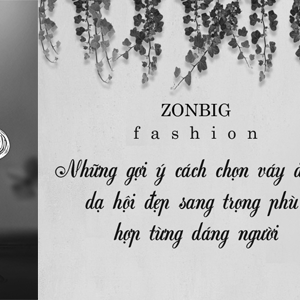 ZONBIG
fashion
Những gợi ý cách chọn váy
dạ hội đẹp sang trọng phù
hợp từng dáng người